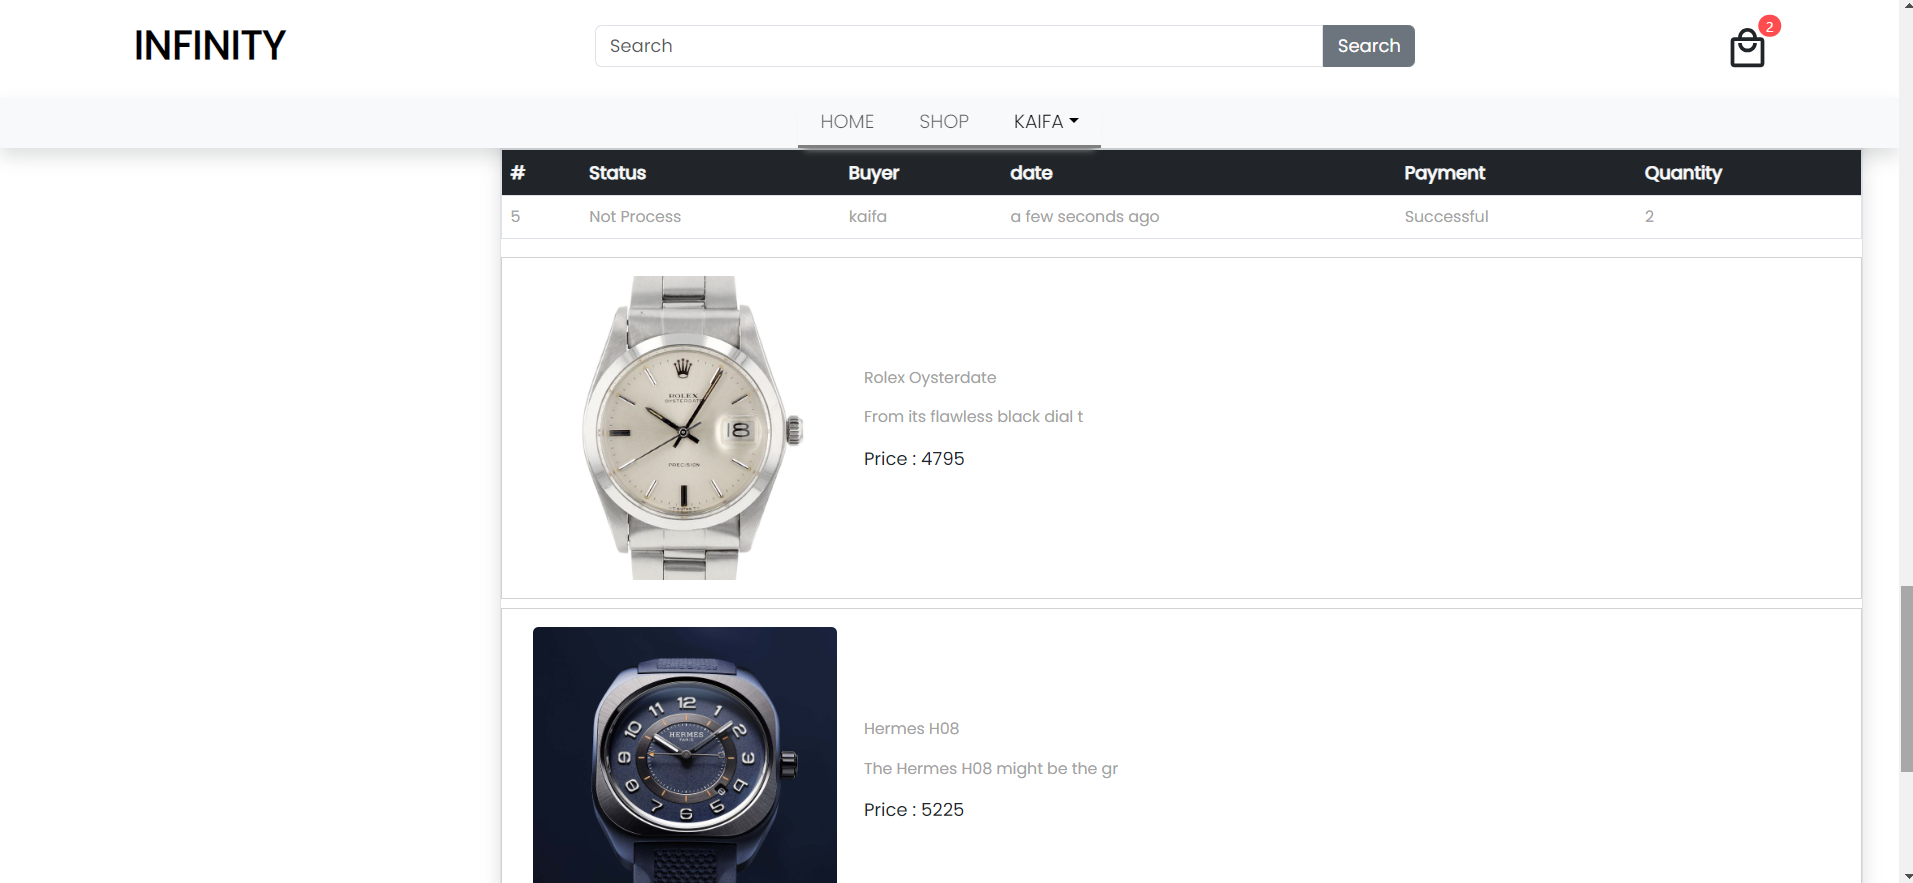 INFINITY
Search
Search
2
HOME SHOP KAIFA
# Status Buyer date Payment Quantity
5 Not Process kaifa a few seconds ago Successful 2
ROLEX
OYSTERDATE
18
PRECISION
Rolex Oysterdate
From its flawless black dial t
Price : 4795
12
11 1
10 2
HERMES
PARIS
9 3
8 4
7 5
6
Hermes H08
The Hermes H08 might be the gr
Price : 5225